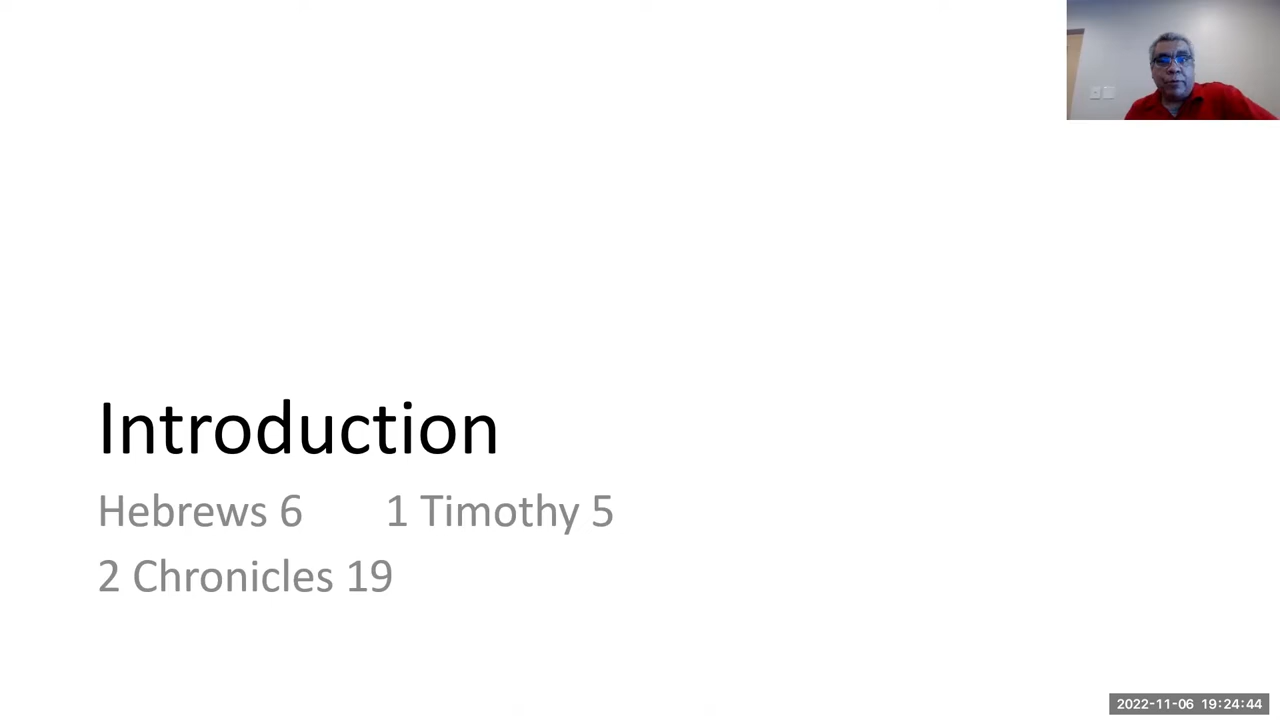 Introduction
Hebrews 6 1 Timothy 5
2 Chronicles 19
2022-11-06 19:24:44